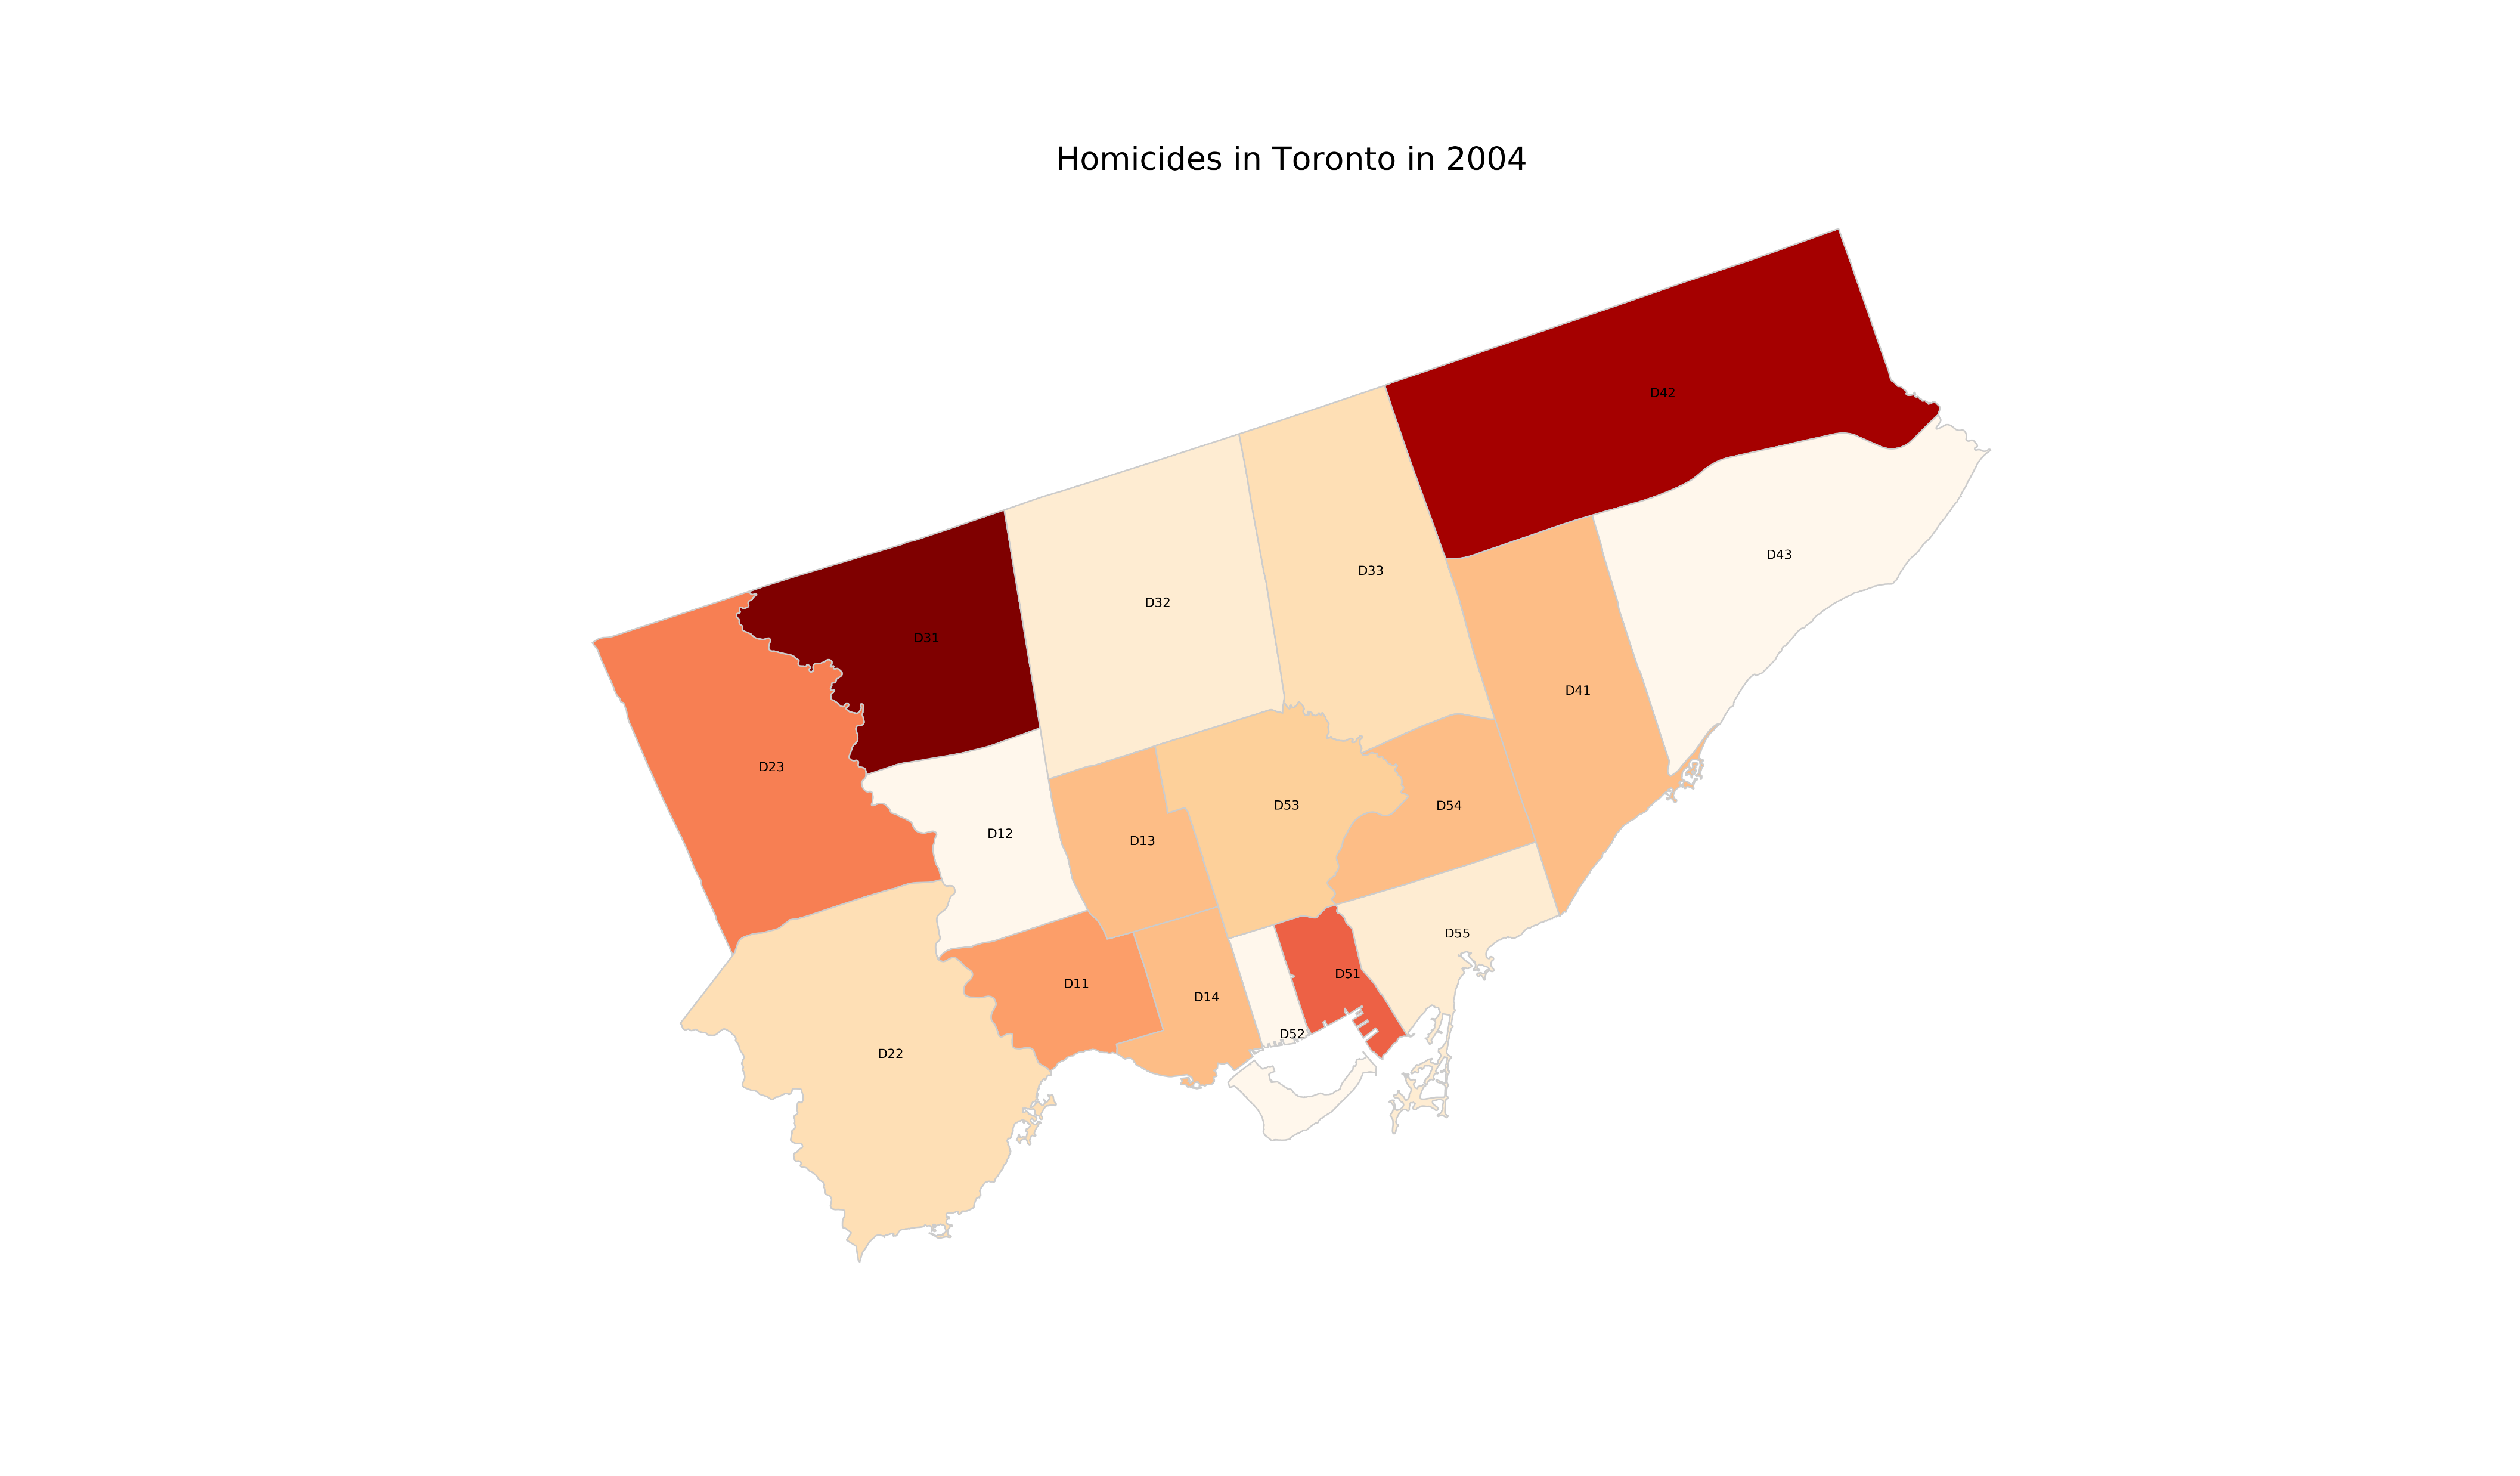 Homicides in Toronto in 2004
D42
D43
D33
D32
D31
D41
D23
D53
D54
D12
D13
D55
D51
D11
D14
D52
D22